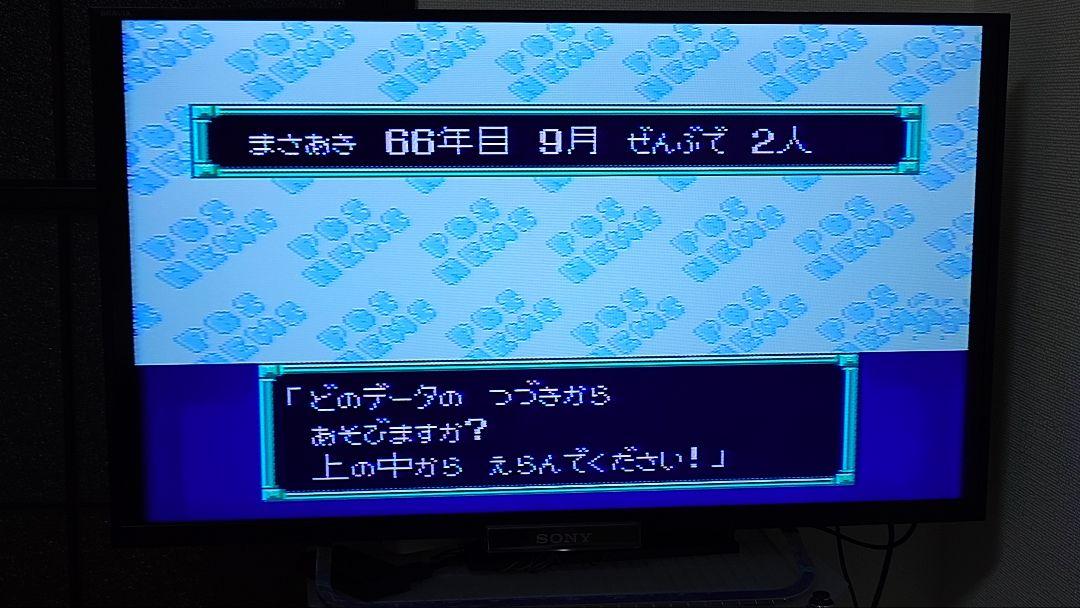 まさあき 66年目 9月 ぜんぶで 2人
「どのデータの つづきから
あそびますか?
上の中から えらんでください!」
SONY